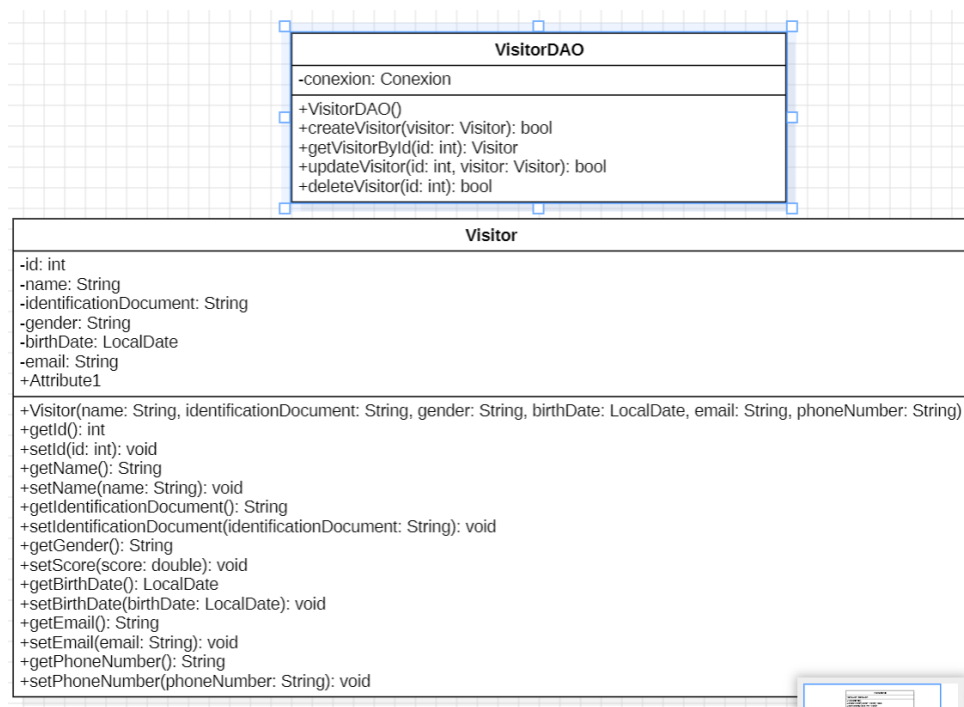 VisitorDAO
-conexion: Conexion
+VisitorDAO()
+createVisitor(visitor: Visitor): bool
+getVisitorById(id: int): Visitor
+updateVisitor(id: int, visitor: Visitor): bool
+deleteVisitor(id: int): bool
Visitor
-id: int
-name: String
-identificationDocument: String
-gender: String
-birthDate: LocalDate
-email: String
+Attribute1
+Visitor(name: String, identificationDocument: String, gender: String, birthDate: LocalDate, email: String, phoneNumber: String)
+getId(): int
+setId(id: int): void
+getName(): String
+setName(name: String): void
+getIdentificationDocument(): String
+setIdentificationDocument(identificationDocument: String): void
+getGender(): String
+setScore(score: double): void
+getBirthDate(): LocalDate
+setBirthDate(birthDate: LocalDate): void
+getEmail(): String
+setEmail(email: String): void
+getPhoneNumber(): String
+setPhoneNumber(phoneNumber: String): void